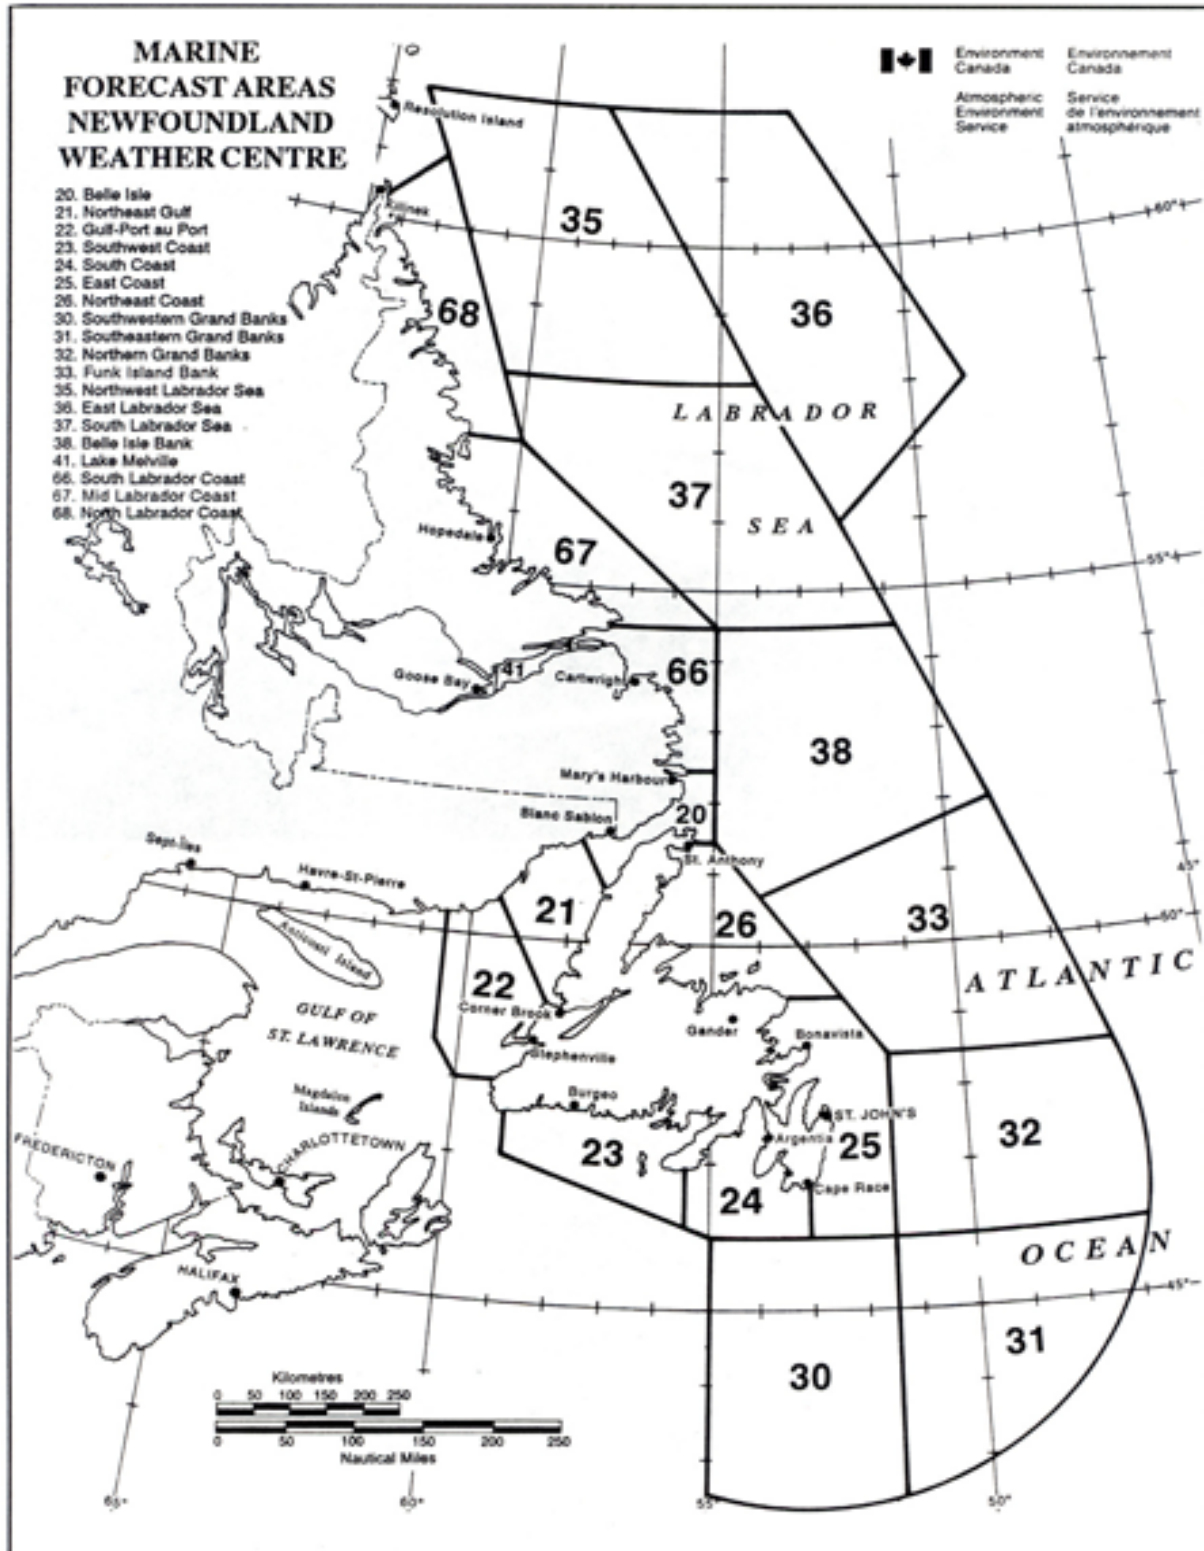 MARINE
FORECAST AREAS
NEWFOUNDLAND
WEATHER CENTRE
Environment
Canada
Environnement
Canada
Atmospheric
Environment
Service
Service
de l'environnement
atmosphérique
20. Belle Isle
21. Northeast Gulf
22. Gulf-Port au Port
23. Southwest Coast
24. South Coast
25. East Coast
26. Northeast Coast
30. Southwestern Grand Banks
31. Southeastern Grand Banks
32. Northern Grand Banks
33. Funk Island Bank
35. Northwest Labrador Sea
36. East Labrador Sea
37. South Labrador Sea
38. Belle Isle Bank
41. Lake Melville
66. South Labrador Coast
67. Mid Labrador Coast
68. North Labrador Coast
Resolution Island
60°
35
68
36
LABRADOR
37
SEA
Hopedale
67
55°
41
Goose Bay
Cartwright
66
38
Mary's Harbour
Blanc Sablon
20
Sept-Îles
St. Anthony
Havre-St-Pierre
45°
21
26
33
50°
Anticosti Island
ATLANTIC
22
Corner Brook
GULF OF
ST. LAWRENCE
Gander
Bonavista
Stephenville
Magdalen
Islands
Burgeo
ST. JOHN'S
FREDERICTON
CHARLOTTETOWN
23
Argentia
25
32
24
Cape Race
OCEAN
HALIFAX
45°
31
30
Kilometres
0 50 100 150 200 250
0 50 100 150 200 250
Nautical Miles
65°
60°
55°
50°